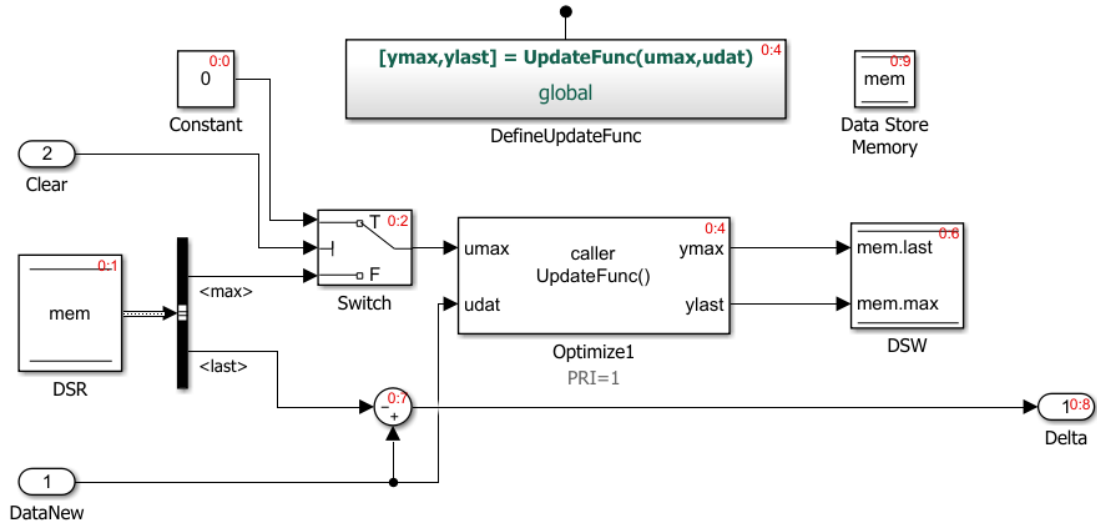 0:0
0
Constant
[ymax,ylast] = UpdateFunc(umax,udat)
0:4
global
DefineUpdateFunc
0:9
mem
Data Store
Memory
2
Clear
0:1
mem
DSR
<max>
<last>
T
0:2
F
Switch
0:4
umax
udat
caller
UpdateFunc()
ymax
ylast
Optimize1
PRI=1
0:6
mem.last
mem.max
DSW
0:7
−
+
1
0:8
Delta
1
DataNew